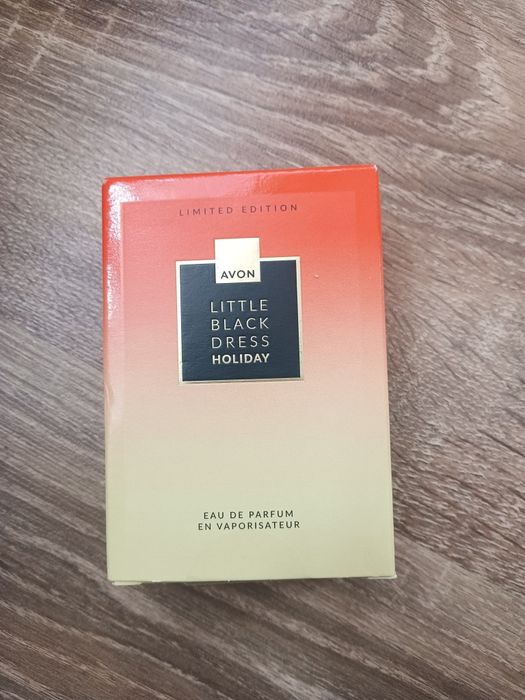 LIMITED EDITION
AVON
LITTLE
BLACK
DRESS
HOLIDAY
EAU DE PARFUM
EN VAPORISATEUR